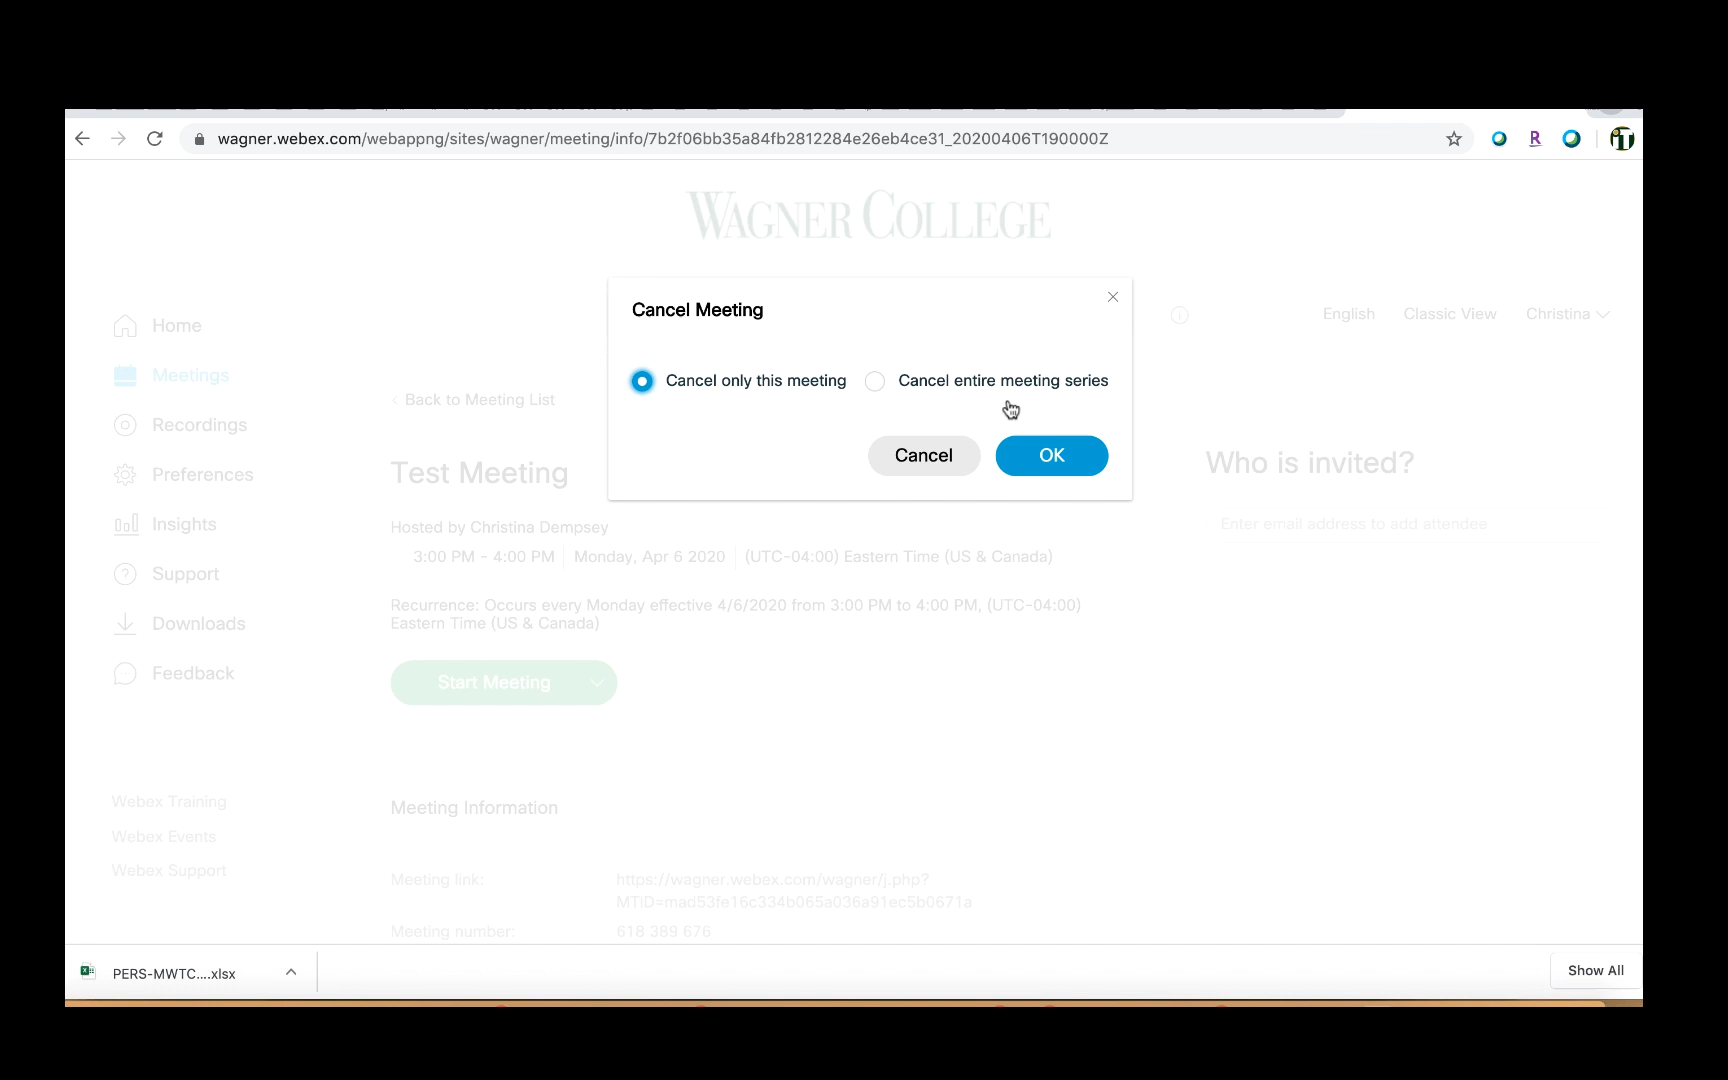 wagner.webex.com/webappng/sites/wagner/meeting/info/7b2f06bb35a84fb2812284e26eb4ce31_20200406T190000Z
R
WAGNER COLLEGE
Cancel Meeting
Cancel only this meeting
Cancel entire meeting series
Cancel
OK
English
Classic View
Christina
Home
Meetings
Recordings
Preferences
Insights
Support
Downloads
Feedback
Webex Training
Webex Events
Webex Support
Back to Meeting List
Test Meeting
Hosted by Christina Dempsey
3:00 PM - 4:00 PM Monday, Apr 6 2020 (UTC-04:00) Eastern Time (US & Canada)
Recurrence: Occurs every Monday effective 4/6/2020 from 3:00 PM to 4:00 PM, (UTC-04:00)
Eastern Time (US & Canada)
Start Meeting
Meeting Information
Meeting link: https://wagner.webex.com/wagner/j.php?
MTID=mad53fe16c334b065a036a91ec5b0671a
Meeting number: 618 389 676
Who is invited?
Enter email address to add attendee
PERS-MWTC....xlsx
Show All